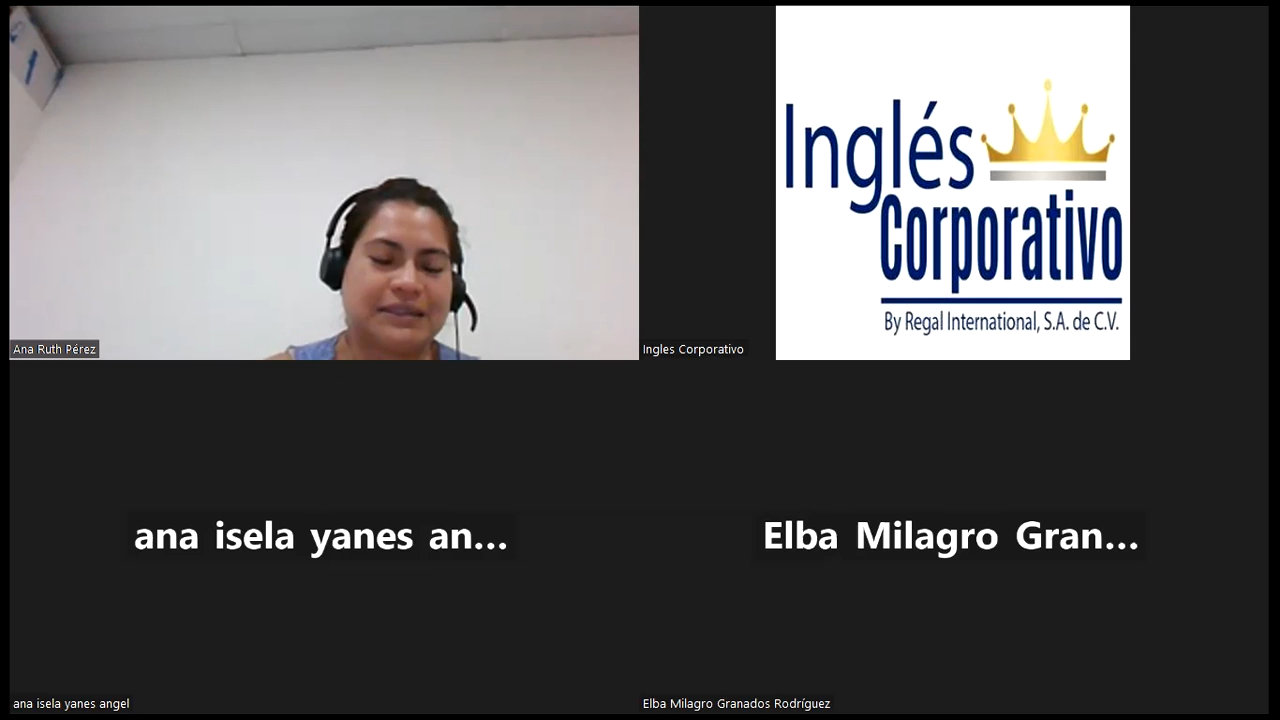 Inglés
Corporativo
By Regal International, S.A. de C.V.
Ana Ruth Pérez
Ingles Corporativo
ana isela yanes an...
Elba Milagro Gran...
ana isela yanes angel
Elba Milagro Granados Rodríguez